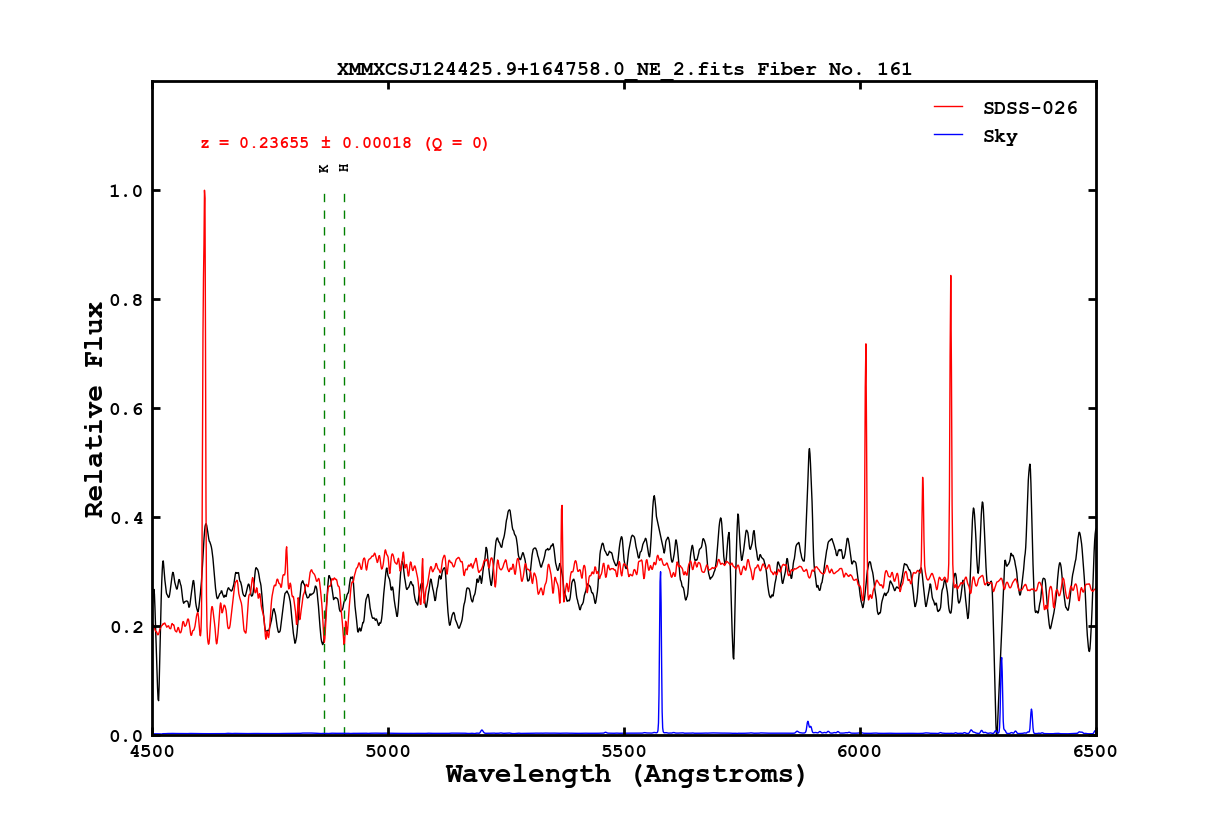 XMMXCSJ124425.9+164758.0_NE_2.fits Fiber No. 161
SDSS-026
Sky
z = 0.23655 ± 0.00018 (Q = 0)
K
H
1.0
0.8
0.6
0.4
0.2
0.0
Relative Flux
4500
5000
5500
6000
6500
Wavelength (Angstroms)